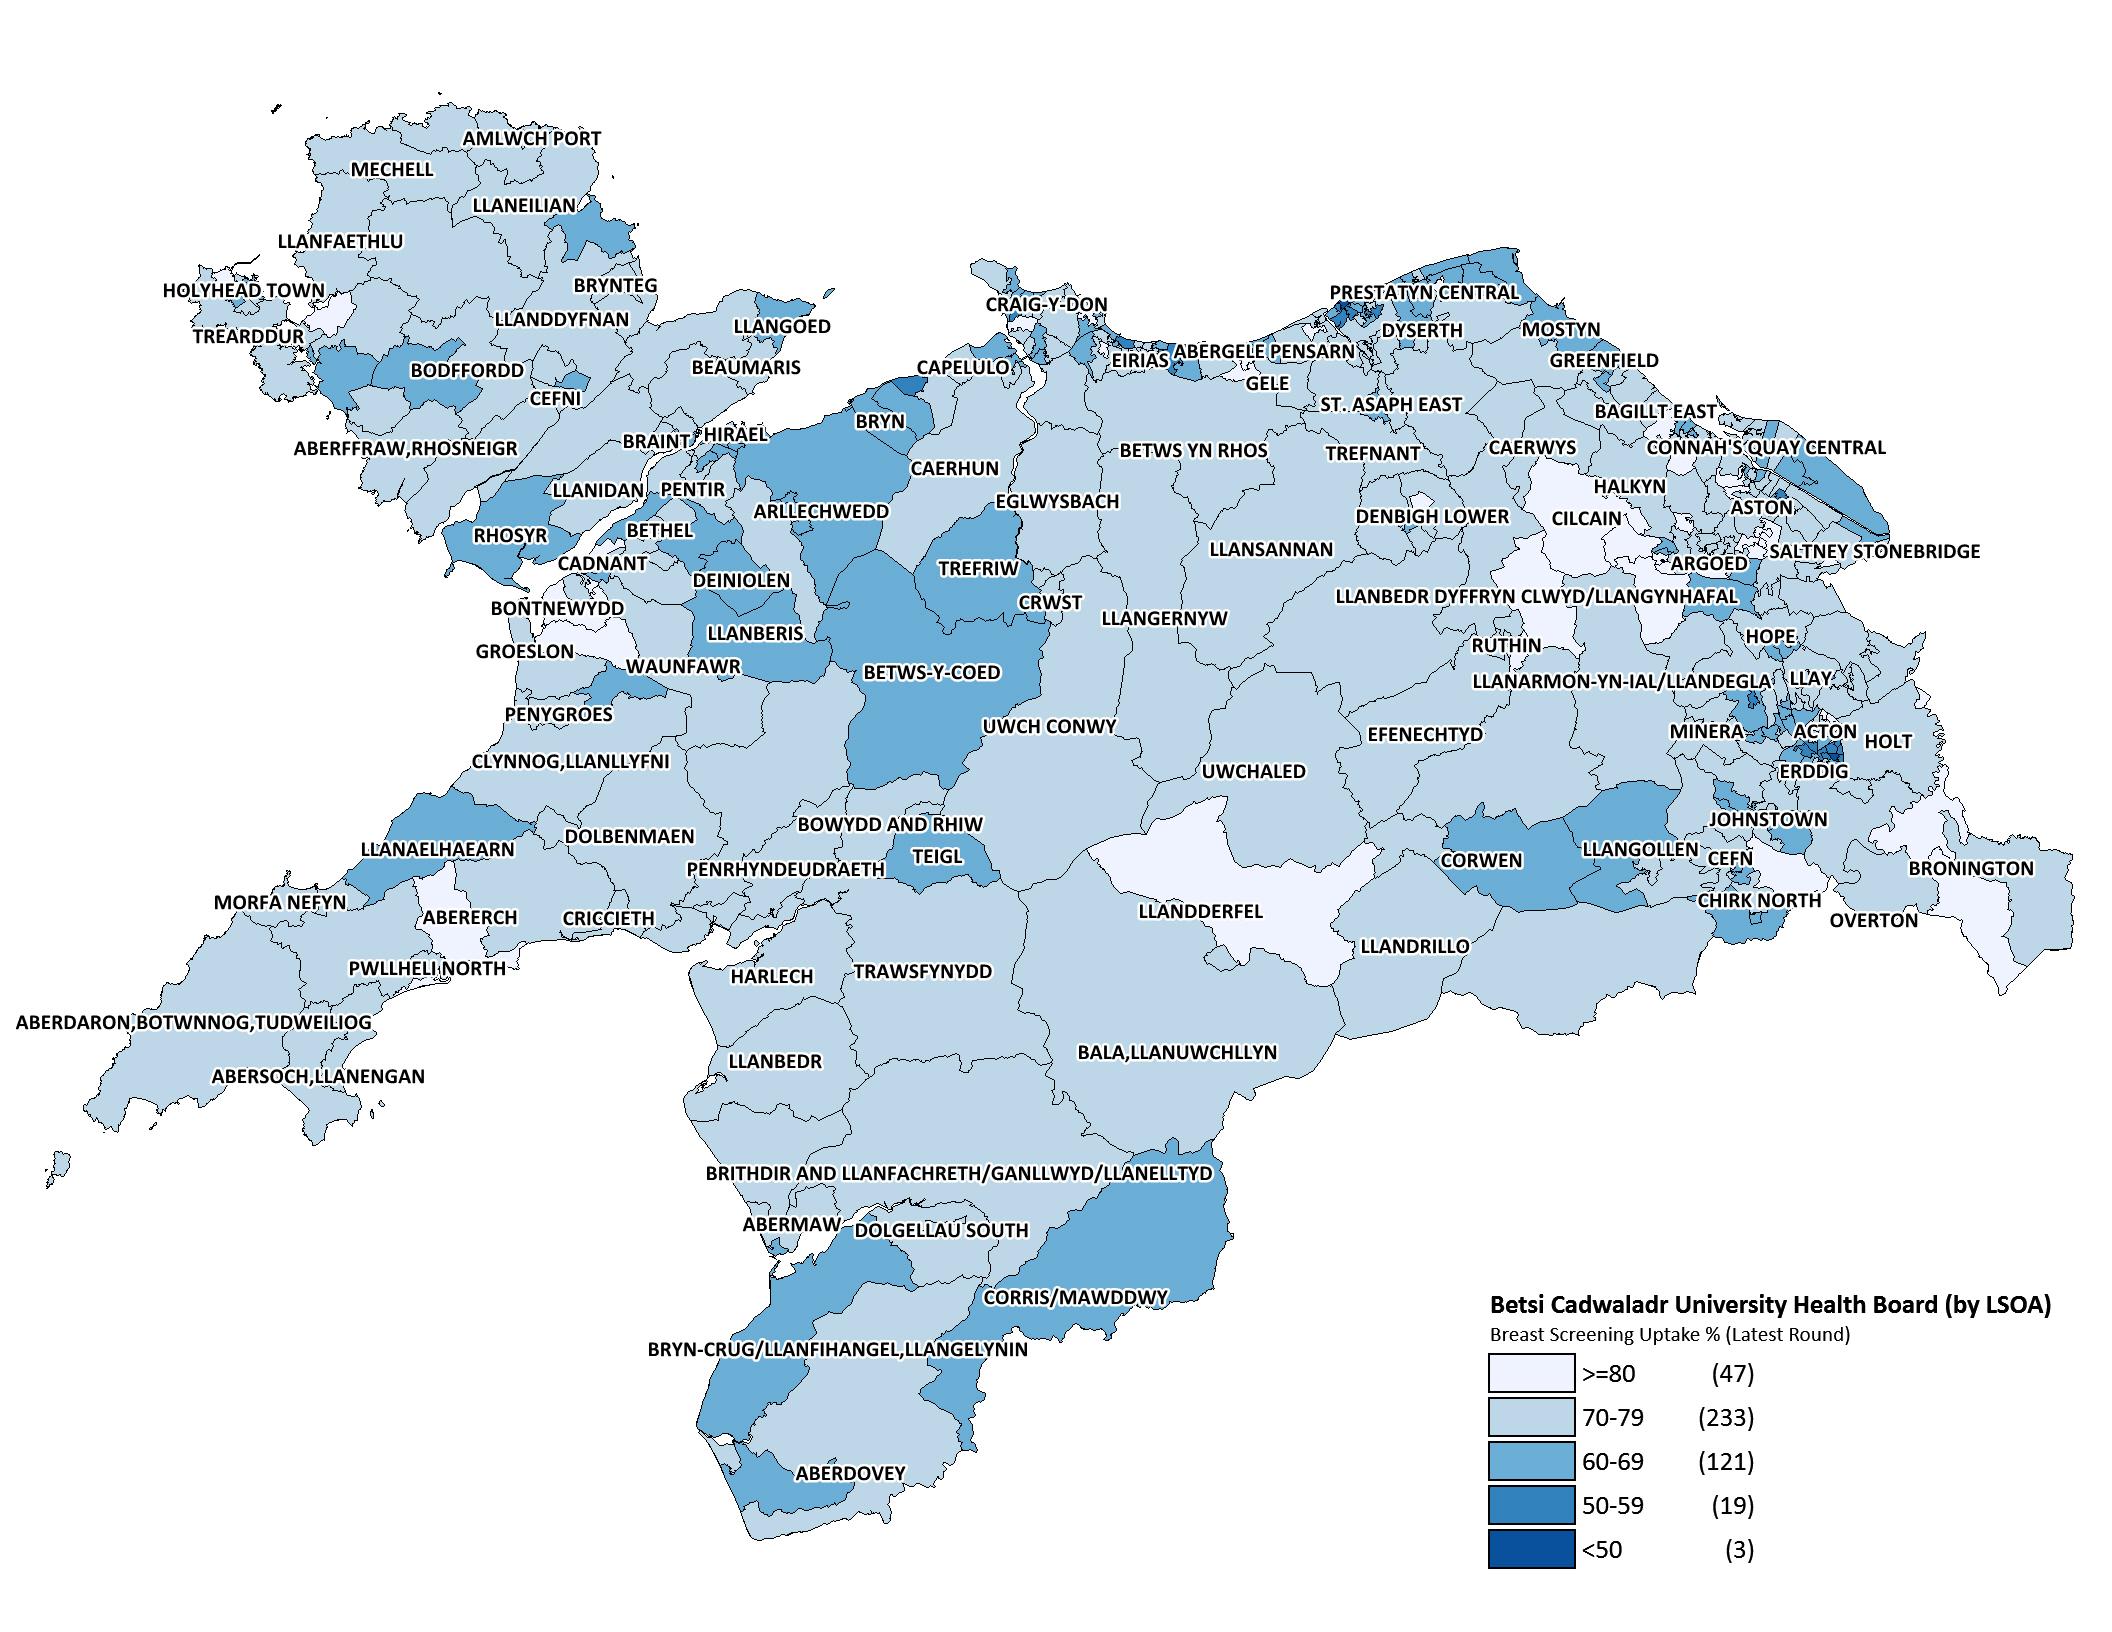 AMLWCH PORT
MECHELL
LLANEILIAN
LLANFAETHLU
HOLYHEAD TOWN
BRYNTEG
PRESTATYN CENTRAL
CRAIG-Y-DON
LLANDDYFNAN
LLANGOED
DYSERTH
MOSTYN
TREARDDUR
ABERGELE PENSARN
EIRIAS
GREENFIELD
BODFFORDD
BEAUMARIS
CAPELULO
GELE
CEFNI
ST. ASAPH EAST
BAGILLT EAST
BRYN
HIRAEL
BRAINT
ABERFFRAW,RHOSNEIGR
BETWS YN RHOS
TREFNANT
CAERWYS
CONNAH'S QUAY CENTRAL
CAERHUN
LLANIDAN
PENTIR
HALKYN
EGLWYSBACH
ARLLECHWEDD
DENBIGH LOWER
CILCAIN
ASTON
RHOSYR
BETHEL
LLANSANNAN
SALTNEY STONEBRIDGE
CADNANT
ARGOED
TREFRIW
DEINIOLEN
LLANBEDR DYFFRYN CLWYD/LLANGYNHAFAL
CRWST
BONTNEWYDD
LLANGERNYW
LLANBERIS
HOPE
GROESLON
RUTHIN
WAUNFAWR
BETWS-Y-COED
LLANARMON-YN-IAL/LLANDEGLA
LLAY
PENYGROES
UWCH CONWY
EFENECHTYD
MINERA
ACTON
HOLT
CLYNNOG,LLANLLYFNI
UWCHALED
ERDDIG
BOWYDD AND RHIW
JOHNSTOWN
DOLBENMAEN
LLANAELHAEARN
TEIGL
CORWEN
LLANGOLLEN
CEFN
PENRHYNDEUDRAETH
BRONINGTON
MORFA NEFYN
ABERERCH
CRICCIETH
LLANDDERFEL
CHIRK NORTH
OVERTON
LLANDRILLO
PWLLHELI NORTH
HARLECH
TRAWSFYNYDD
ABERDARON,BOTWNNOG,TUDWEILIOG
LLANBEDR
BALA,LLANUWCHLLYN
ABERSOCH,LLANENGAN
BRITHDIR AND LLANFACHRETH/GANLLWYD/LLANELLTYD
ABERMAW
DOLGELLAU SOUTH
CORRIS/MAWDDWY
BRYN-CRUG/LLANFIHANGEL,LLANGELYNIN
ABERDOVEY
Betsi Cadwaladr University Health Board (by LSOA)
Breast Screening Uptake % (Latest Round)
>=80 (47)
70-79 (233)
60-69 (121)
50-59 (19)
<50 (3)